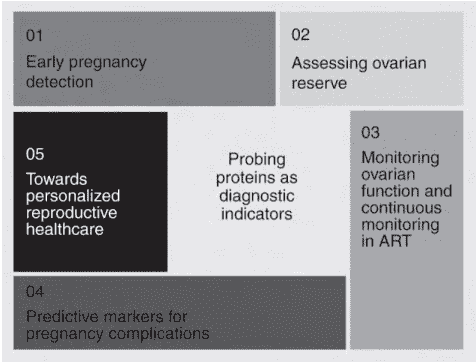 01
Early pregnancy
detection
02
Assessing ovarian
reserve
03
Monitoring
ovarian
function and
continuous
monitoring
in ART
05
Towards
personalized
reproductive
healthcare
Probing
proteins as
diagnostic
indicators
04
Predictive markers for
pregnancy complications